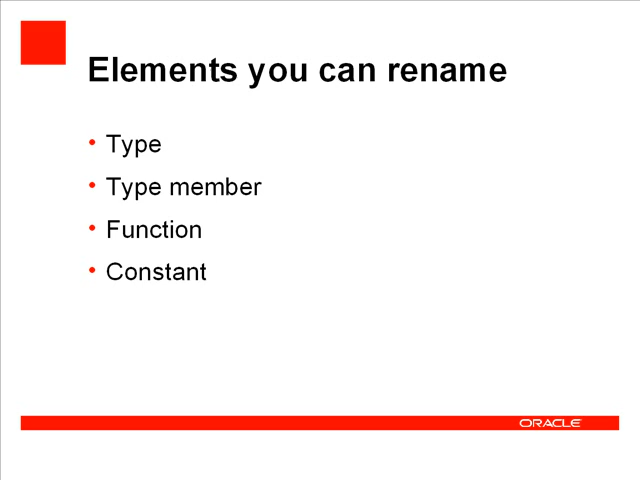 Elements you can rename
• Type
• Type member
• Function
• Constant
ORACLE